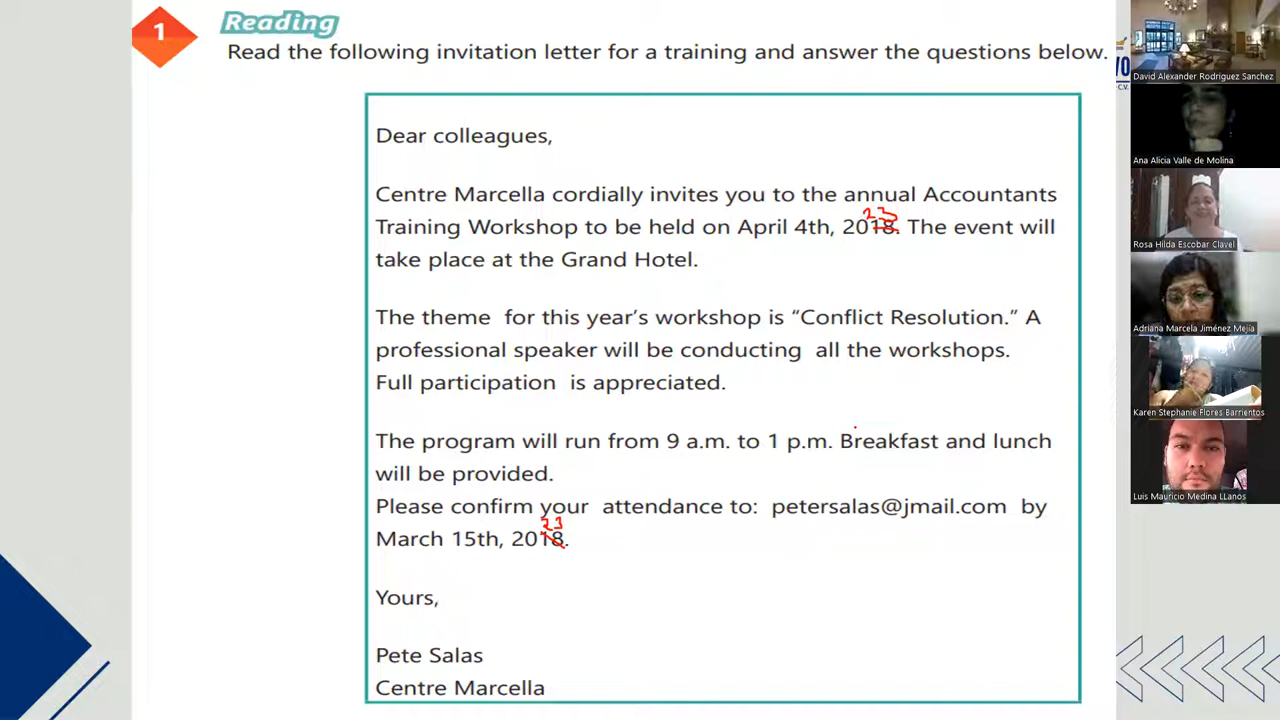 1
Reading
Read the following invitation letter for a training and answer the questions below.
Dear colleagues,
Centre Marcella cordially invites you to the annual Accountants
23
Training Workshop to be held on April 4th, 2018. The event will
take place at the Grand Hotel.
The theme for this year's workshop is “Conflict Resolution.” A
professional speaker will be conducting all the workshops.
Full participation is appreciated.
The program will run from 9 a.m. to 1 p.m. Breakfast and lunch
will be provided.
Please confirm your attendance to: petersalas@jmail.com by
23
March 15th, 2018.
Yours,
Pete Salas
Centre Marcella
VO
C.V.
David Alexander Rodriguez Sanchez
Ana Alicia Valle de Molina
Rosa Hilda Escobar Clavel
Adriana Marcela Jiménez Mejía
Karen Stephanie Flores Barrientos
Luis Mauricio Medina LLanos